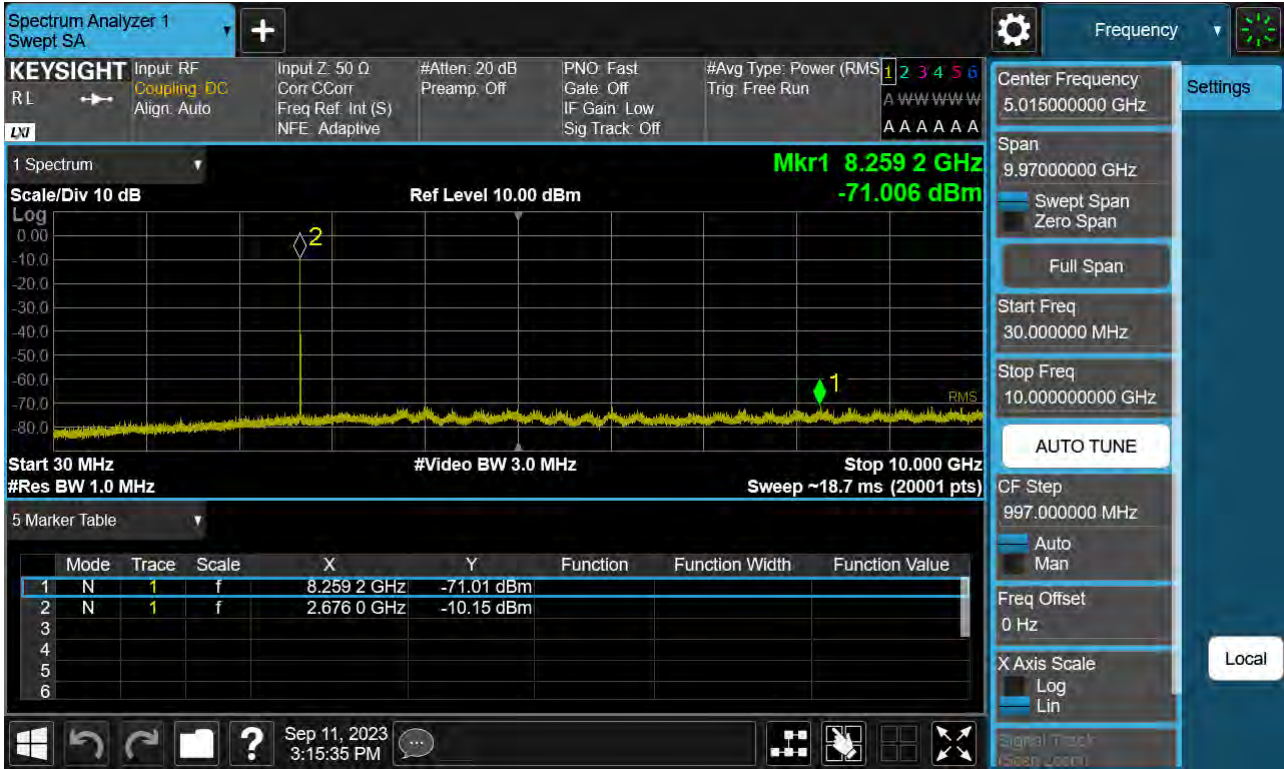 Spectrum Analyzer 1
Swept SA
+
Frequency
KEYSIGHT
RL
LXI
Input: RF
Coupling: DC
Align: Auto
Input Z: 50 Ω
Corr CCorr
Freq Ref: Int (S)
NFE: Adaptive
#Atten: 20 dB
Preamp: Off
PNO: Fast
Gate: Off
IF Gain: Low
Sig Track: Off
#Avg Type: Power (RMS
Trig: Free Run
1 2 3 4 5 6
A W W W W W
A A A A A A
1 Spectrum
Mkr1 8.259 2 GHz
Scale/Div 10 dB
Ref Level 10.00 dBm
-71.006 dBm
Log
0.00
-10.0
-20.0
-30.0
-40.0
-50.0
-60.0
-70.0
-80.0
2
1
RMS
Start 30 MHz
#Video BW 3.0 MHz
Stop 10.000 GHz
#Res BW 1.0 MHz
Sweep ~18.7 ms (20001 pts)
5 Marker Table
Mode Trace Scale X Y Function Function Width Function Value
1 N 1 f 8.259 2 GHz -71.01 dBm
2 N 1 f 2.676 0 GHz -10.15 dBm
3
4
5
6
?
Sep 11, 2023
3:15:35 PM
Center Frequency
5.015000000 GHz
Settings
Span
9.97000000 GHz
Swept Span
Zero Span
Full Span
Start Freq
30.000000 MHz
Stop Freq
10.000000000 GHz
AUTO TUNE
CF Step
997.000000 MHz
Auto
Man
Freq Offset
0 Hz
X Axis Scale
Log
Lin
Local
Signal Track
(Span Zoom)